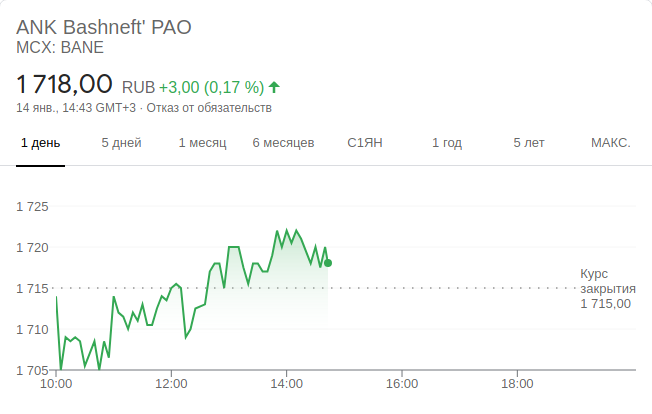 ANK Bashneft' PAO
MCX: BANE
1 718,00 RUB +3,00 (0,17 %)
14 янв., 14:43 GMT+3 · Отказ от обязательств
1 день 5 дней 1 месяц 6 месяцев С1ЯН 1 год 5 лет МАКС.
1 725
1 720
1 715
1 710
1 705
Курс
закрытия
1 715,00
10:00 12:00 14:00 16:00 18:00